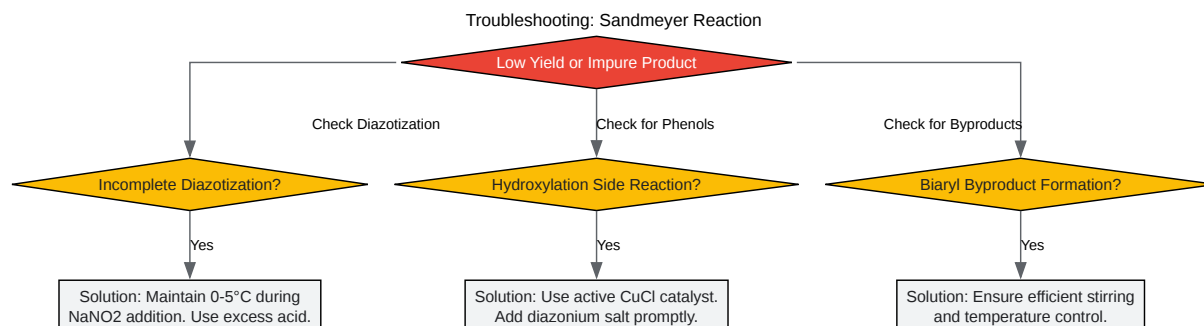 Troubleshooting: Sandmeyer Reaction
Low Yield or Impure Product
Check Diazotization
Check for Phenols
Check for Byproducts
Incomplete Diazotization?
Hydroxylation Side Reaction?
Biaryl Byproduct Formation?
Yes
Yes
Yes
Solution: Maintain 0-5°C during
NaNO2 addition. Use excess acid.
Solution: Use active CuCl catalyst.
Add diazonium salt promptly.
Solution: Ensure efficient stirring
and temperature control.